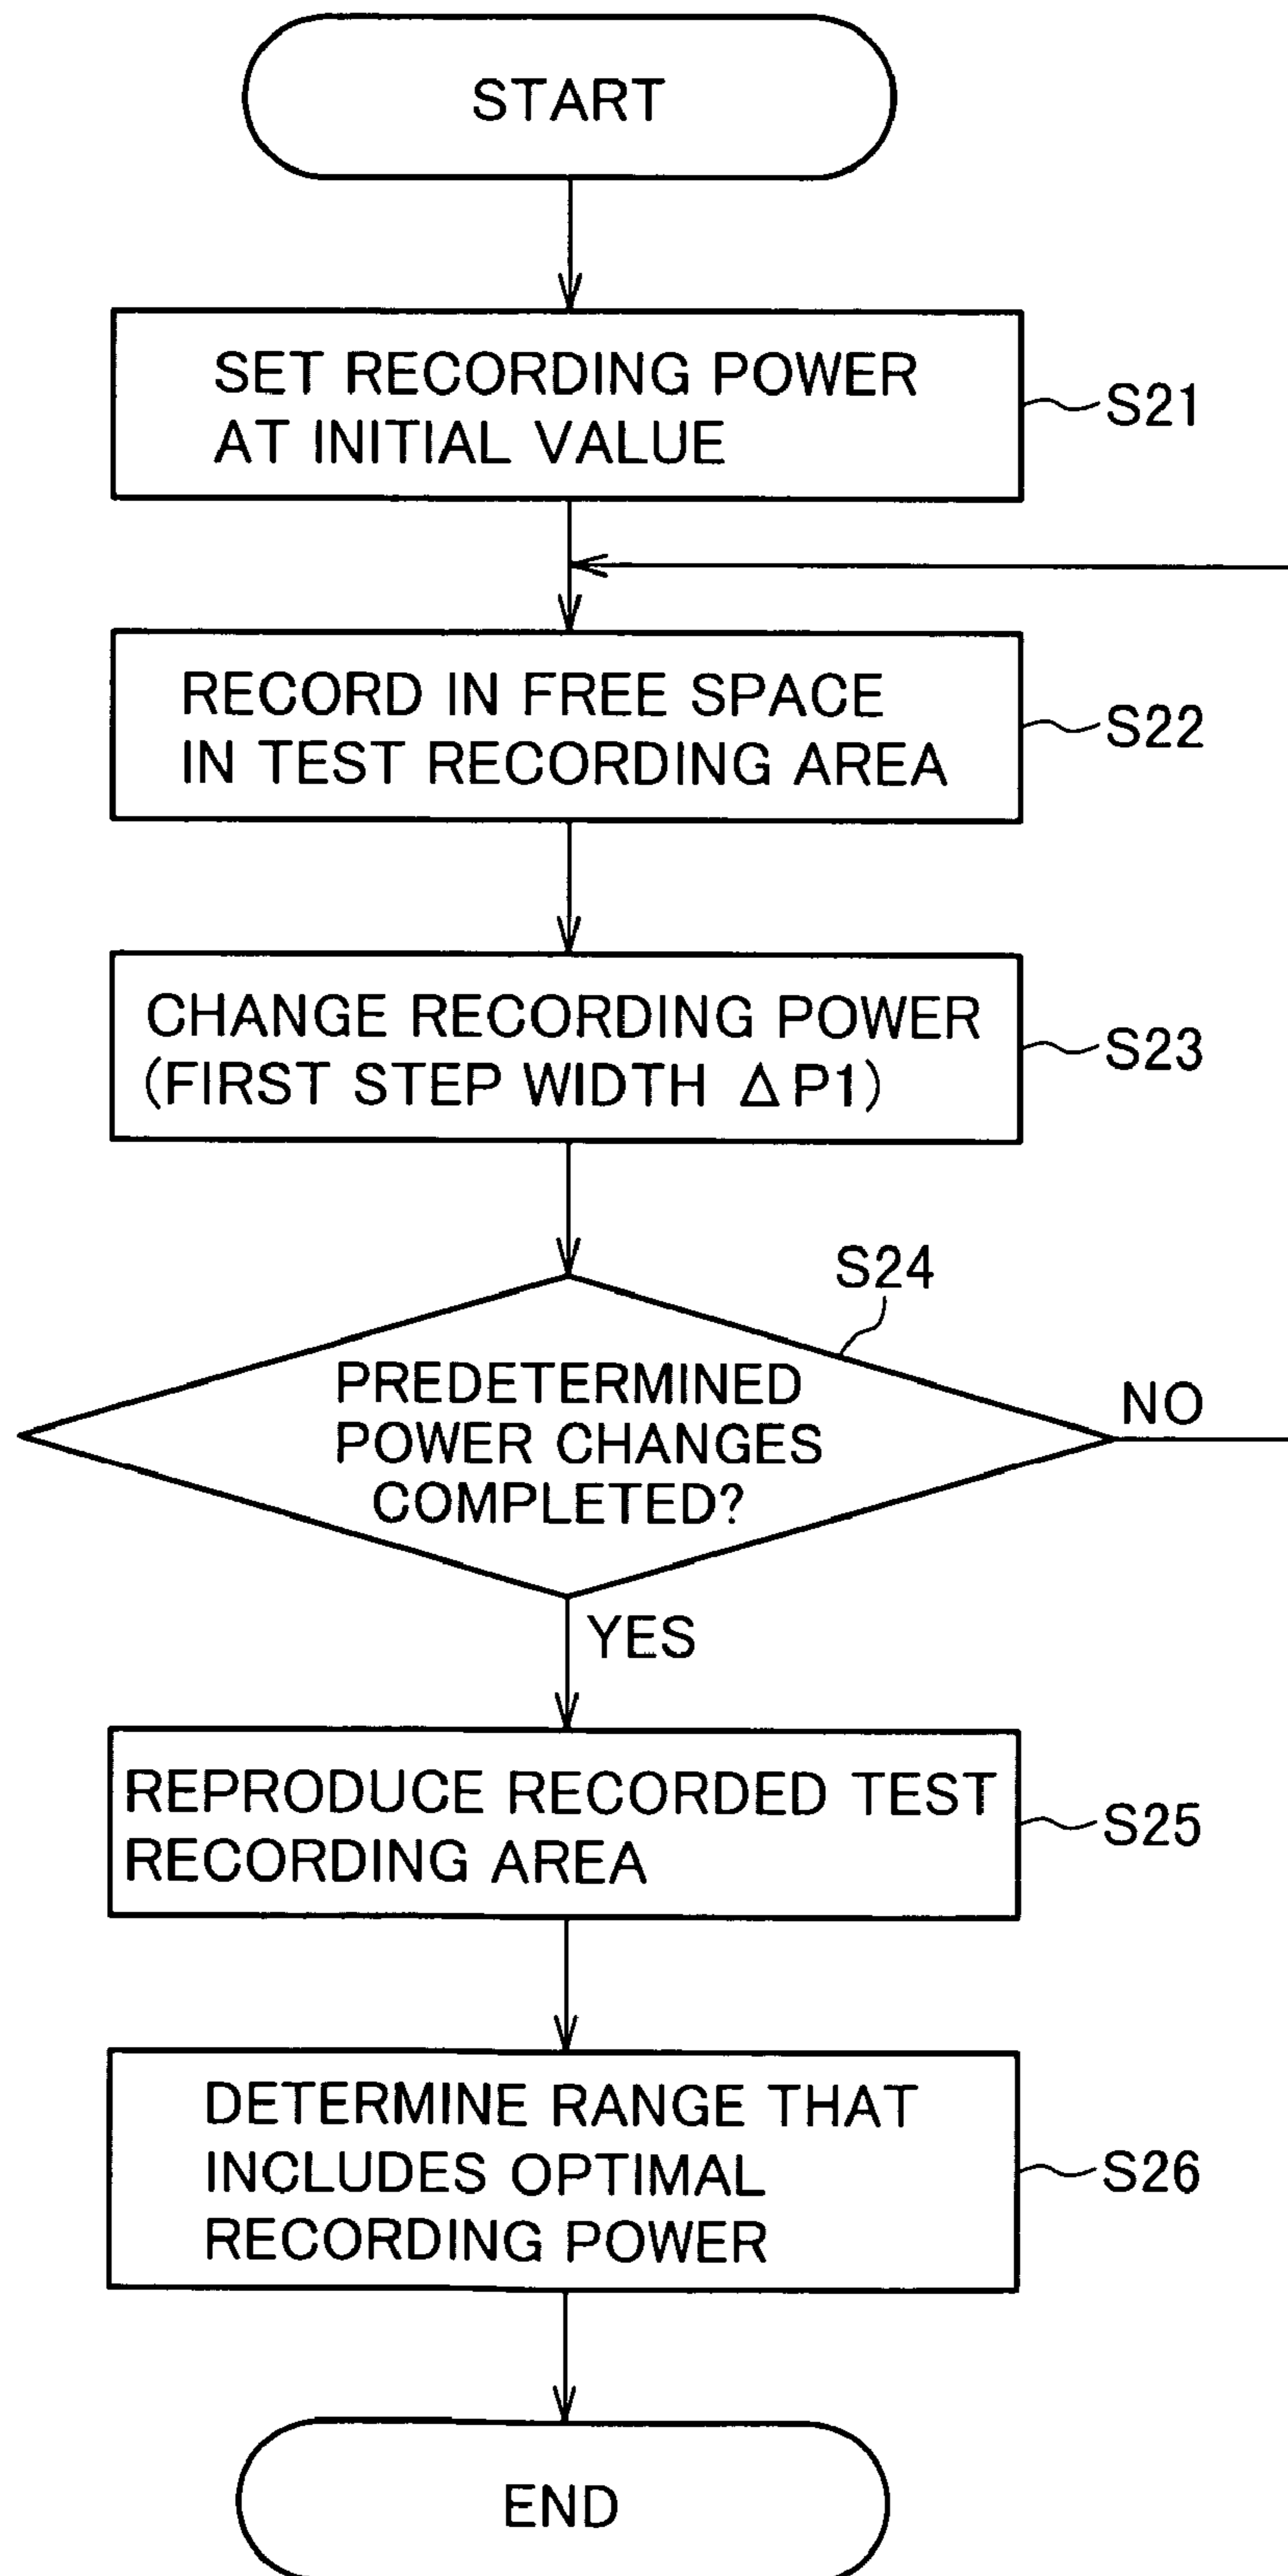 START
SET RECORDING POWER
AT INITIAL VALUE
S21
RECORD IN FREE SPACE
IN TEST RECORDING AREA
S22
CHANGE RECORDING POWER
(FIRST STEP WIDTH ΔP1)
S23
S24
PREDETERMINED
POWER CHANGES
COMPLETED?
NO
YES
REPRODUCE RECORDED TEST
RECORDING AREA
S25
DETERMINE RANGE THAT
INCLUDES OPTIMAL
RECORDING POWER
S26
END